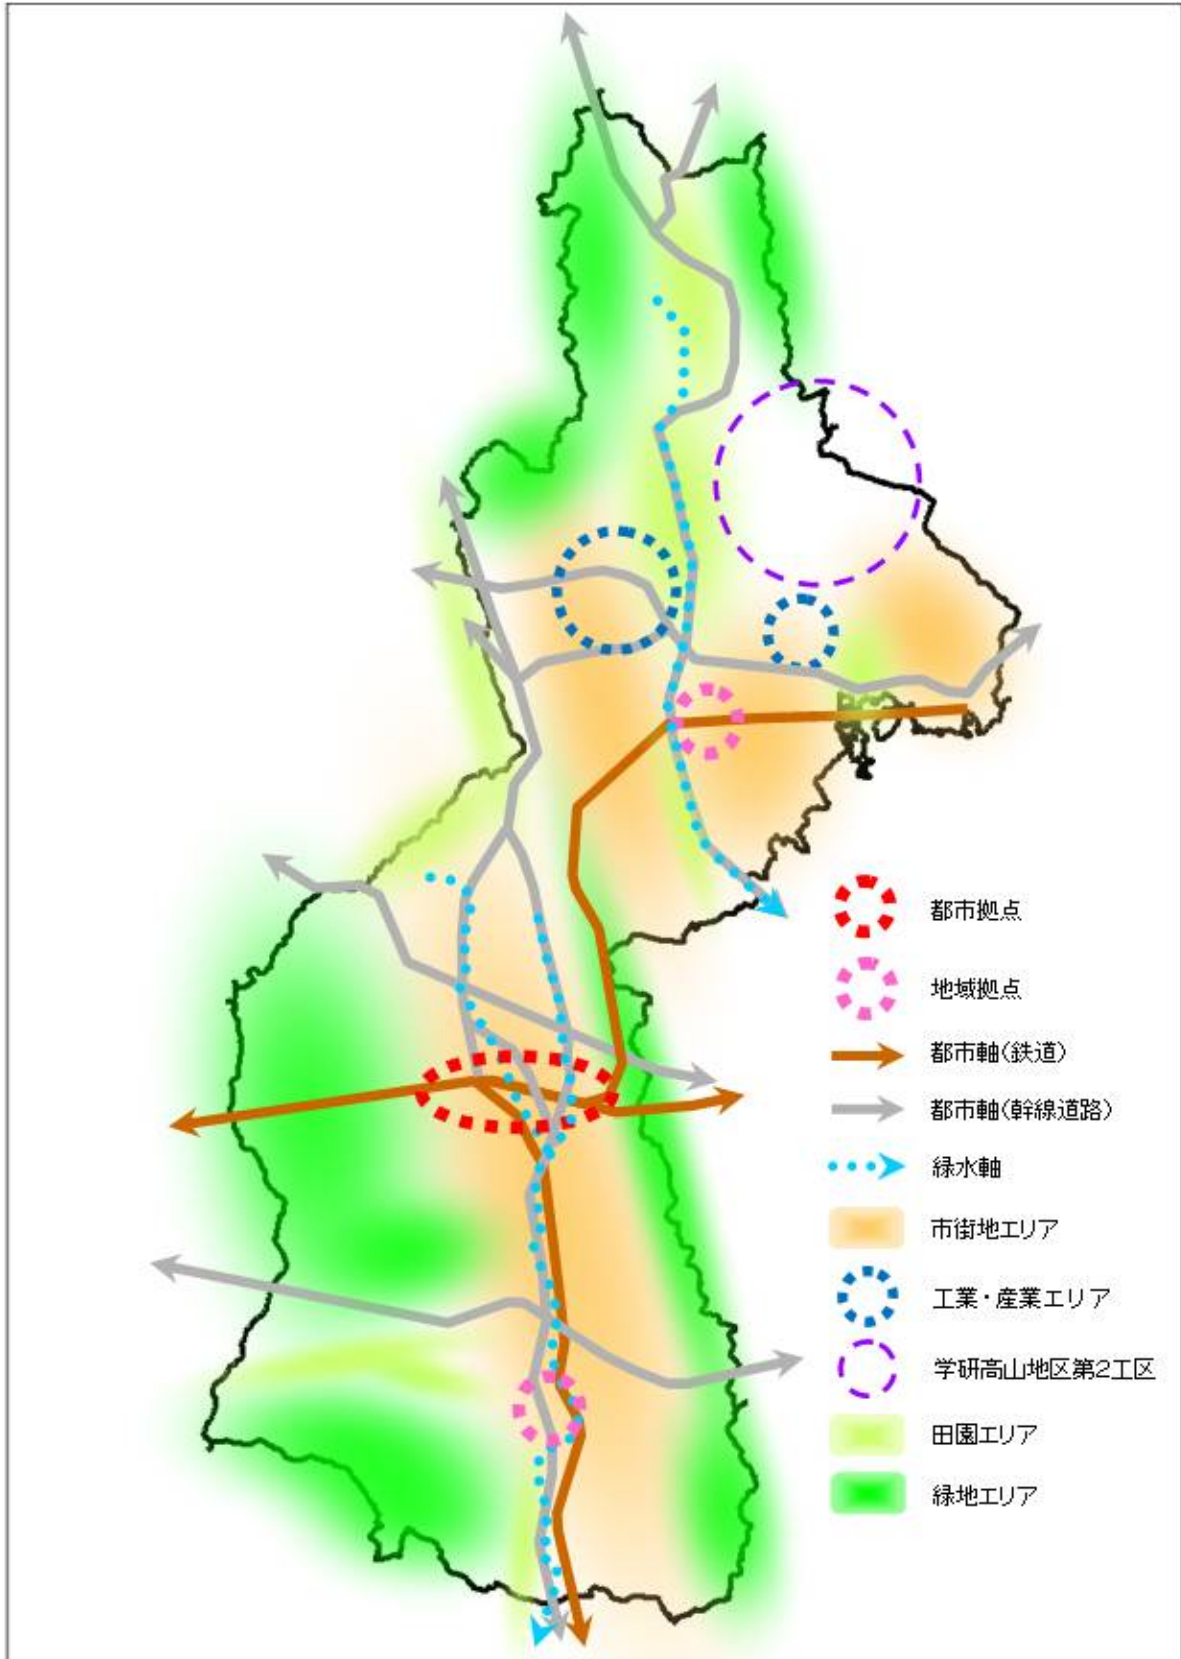 都市拠点
地域拠点
都市軸(鉄道)
都市軸(幹線道路)
緑水軸
市街地エリア
工業・産業エリア
学研高山地区第2工区
田園エリア
緑地エリア